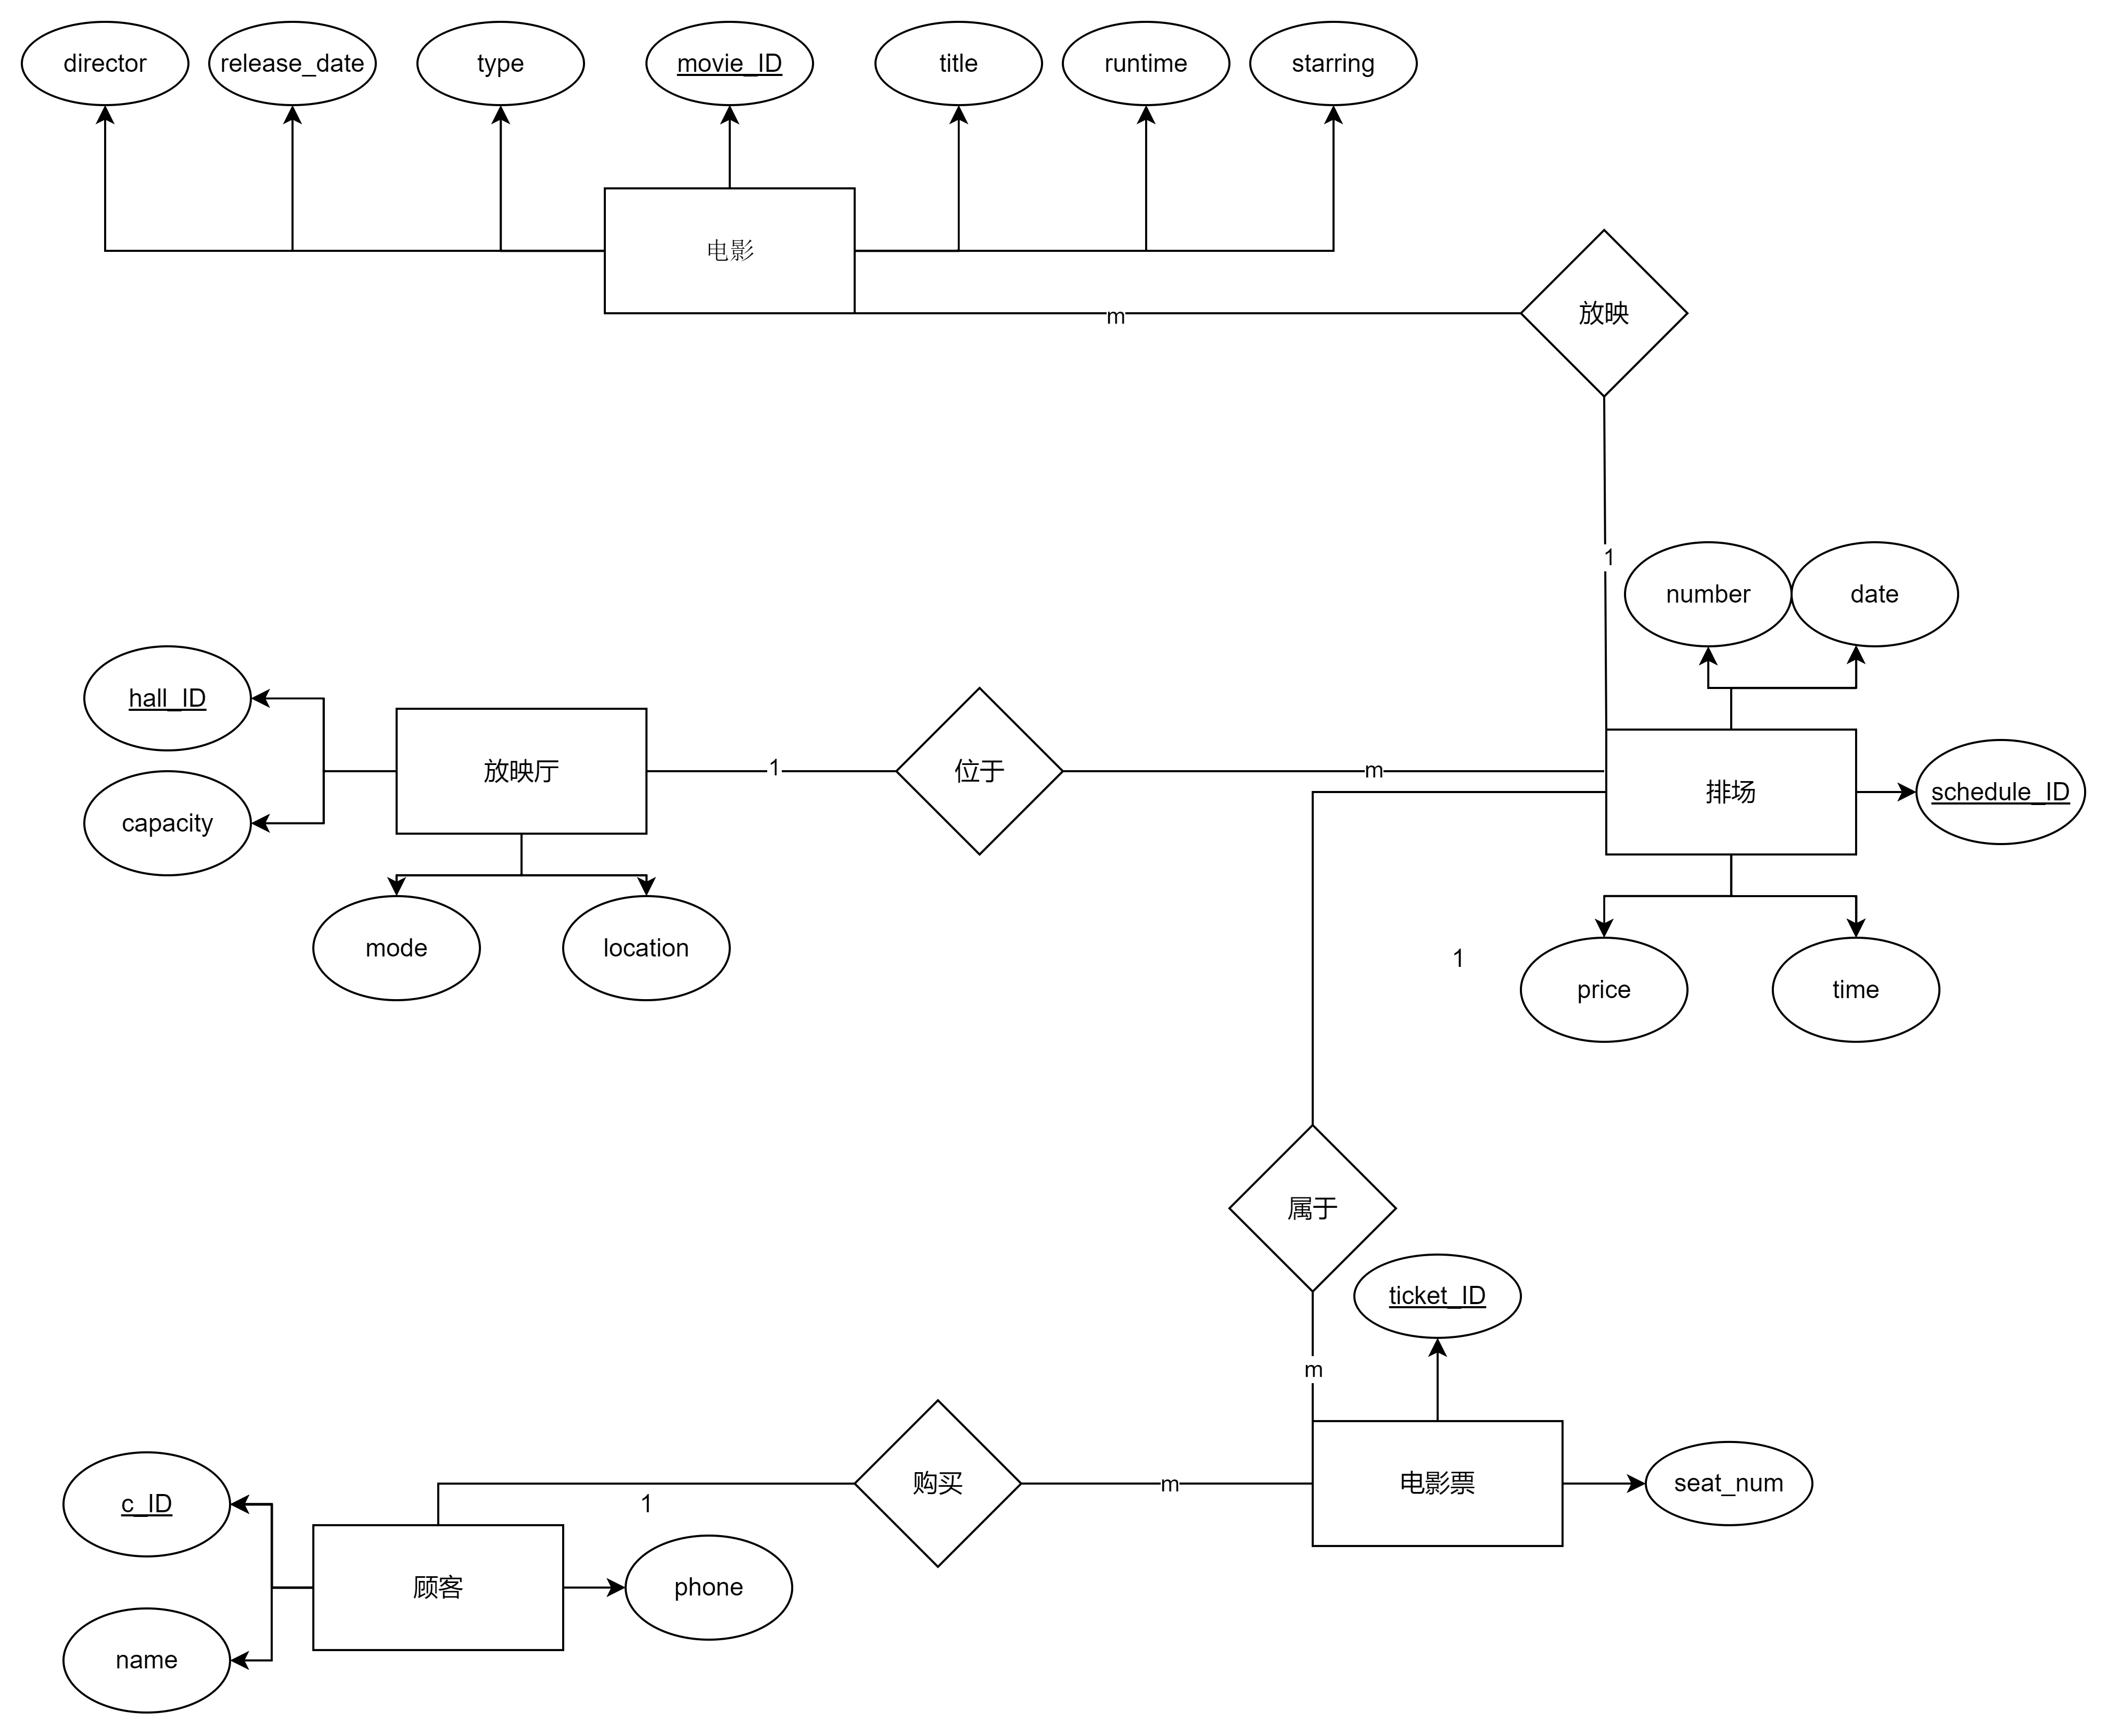 director
release_date
type
movie_ID
title
runtime
starring
电影
m
放映
1
number
date
hall_ID
capacity
放映厅
1
位于
m
排场
schedule_ID
mode
location
1
price
time
属于
ticket_ID
m
c_ID
1
购买
m
电影票
seat_num
顾客
phone
name